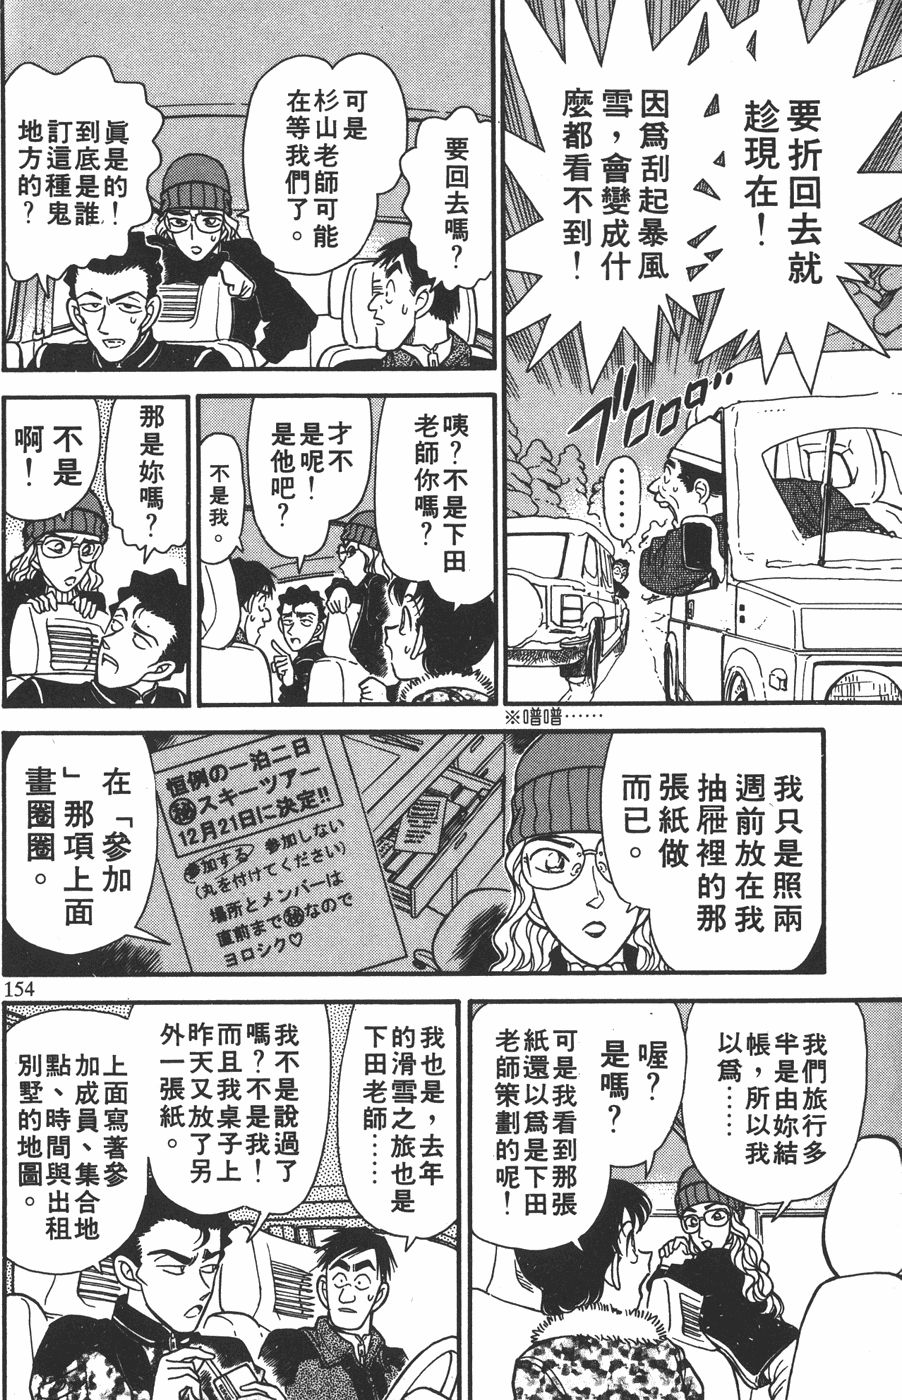 要折回去就
趁現在！
因為刮起暴風
雪，會變成什
麼都看不到！
ブロロロ…
……
※噜噜……
要回去嗎？
可是
杉山老師可能
在等我們了。
眞是的！
到底是誰
訂這種鬼
地方的？
咦？不是下田
老師你嗎？
才不
是呢！
是他吧？
不是我。
那是妳嗎？
不是
啊！
我只是照兩
週前放在我
抽屜裡的那
張紙做
而已。
恒例の一泊二日
㊙スキーツアー
12月21日に決定!!
参加する 参加しない
（丸を付けてください）
場所とメンバーは
直前まで㊙なので
ヨロシク♡
在「參加
」那項上面
畫圈圈。
154
我們旅行多
半是由妳結
帳，所以我
以為……
喔？
是嗎？
可是我看到那張
紙還以為是下田
老師策劃的呢！
我也是，去年
的滑雪之旅也是
下田老師……
我不是說過了
嗎？不是我！
而且我桌子上
昨天又放了另
外一張紙。
上面寫著參
加成員、集合地
點、時間與出租
別墅的地圖。